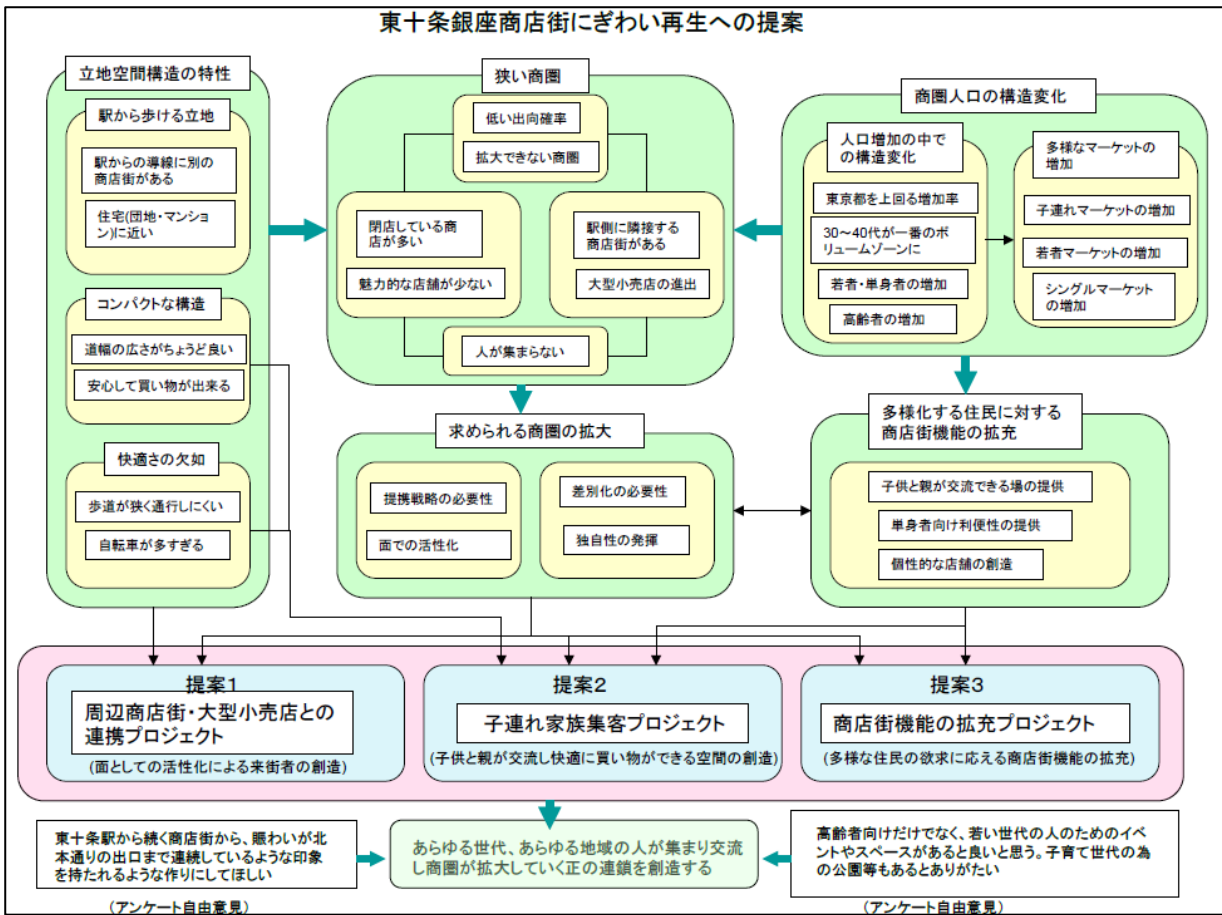 東十条銀座商店街にぎわい再生への提案
立地空間構造の特性
駅から歩ける立地
駅からの導線に別の
商店街がある
住宅(団地・マンショ
ン)に近い
コンパクトな構造
道幅の広さがちょうど良い
安心して買い物が出来る
快適さの欠如
歩道が狭く通行しにくい
自転車が多すぎる
狭い商圏
低い出向確率
拡大できない商圏
閉店している商
店が多い
魅力的な店舗が少ない
駅側に隣接する
商店街がある
大型小売店の進出
人が集まらない
商圏人口の構造変化
人口増加の中で
の構造変化
東京都を上回る増加率
30~40代が一番のボ
リュームゾーンに
若者・単身者の増加
高齢者の増加
多様なマーケットの
増加
子連れマーケットの増加
若者マーケットの増加
シングルマーケット
の増加
求められる商圏の拡大
提携戦略の必要性
面での活性化
差別化の必要性
独自性の発揮
多様化する住民に対する
商店街機能の拡充
子供と親が交流できる場の提供
単身者向け利便性の提供
個性的な店舗の創造
提案1
周辺商店街・大型小売店との
連携プロジェクト
(面としての活性化による来街者の創造)
提案2
子連れ家族集客プロジェクト
(子供と親が交流し快適に買い物ができる空間の創造)
提案3
商店街機能の拡充プロジェクト
(多様な住民の欲求に応える商店街機能の拡充)
東十条駅から続く商店街から、賑わいが北
本通りの出口まで連続しているような印象
を持たれるような作りにしてほしい
(アンケート自由意見)
あらゆる世代、あらゆる地域の人が集まり交流
し商圏が拡大していく正の連鎖を創造する
高齢者向けだけでなく、若い世代の人のためのイベ
ントやスペースがあると良いと思う。子育て世代の為
の公園等もあるとありがたい
(アンケート自由意見)